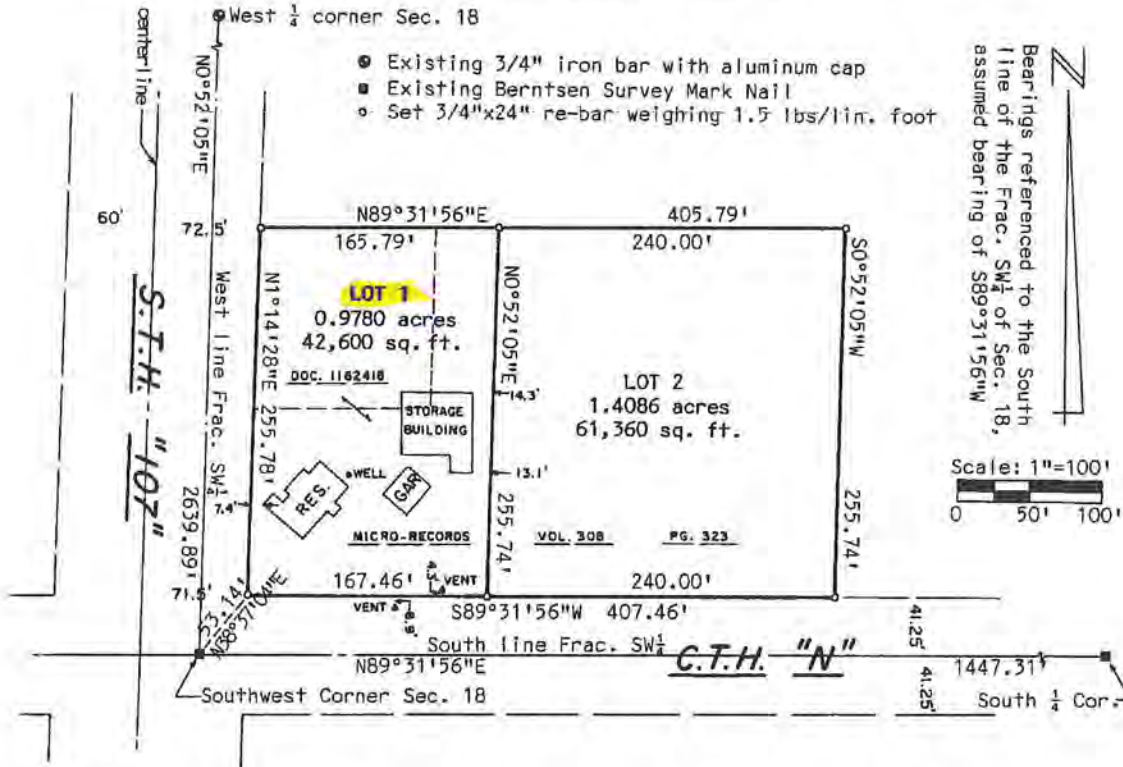 West 1/4 corner Sec. 18
centerline
N0°52'05"E
Existing 3/4" iron bar with aluminum cap
Existing Berntsen Survey Mark Nail
Set 3/4"x24" re-bar weighing 1.5 lbs/lin. foot
Bearings referenced to the South
line of the Frac. SW1/4 of Sec. 18,
assumed bearing of S89°31'56"W
N
60'
72.5'
N89°31'56"E
405.79'
165.79'
240.00'
S.T.H. "107"
West line Frac. SW1/4
2639.89'
N1°14'28"E 255.78'
LOT 1
0.9780 acres
42,600 sq. ft.
DOC. 1162418
STORAGE
BUILDING
N0°52'05"E
255.74'
14.3'
13.1'
LOT 2
1.4086 acres
61,360 sq. ft.
S0°52'05"W
255.74'
Scale: 1"=100'
0 50' 100'
7.4'
RES.
WELL
GAR
MICRO-RECORDS
VOL. 308
PG. 323
71.5'
53.14'
N38°37'04"E
167.46'
4.3'
VENT
240.00'
VENT
8.9'
S89°31'56"W 407.46'
41.25'
South line Frac. SW1/4
N89°31'56"E
C.T.H. "N"
41.25'
1447.31'
Southwest Corner Sec. 18
South 1/4 Cor.